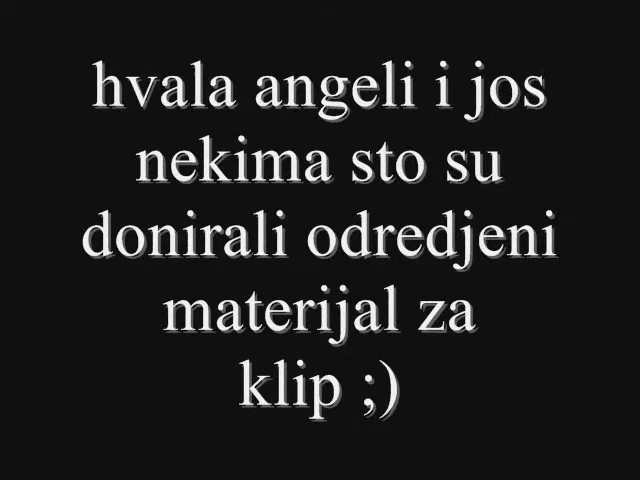 hvala angeli i jos
nekima sto su
donirali odredjeni
materijal za
klip ;)